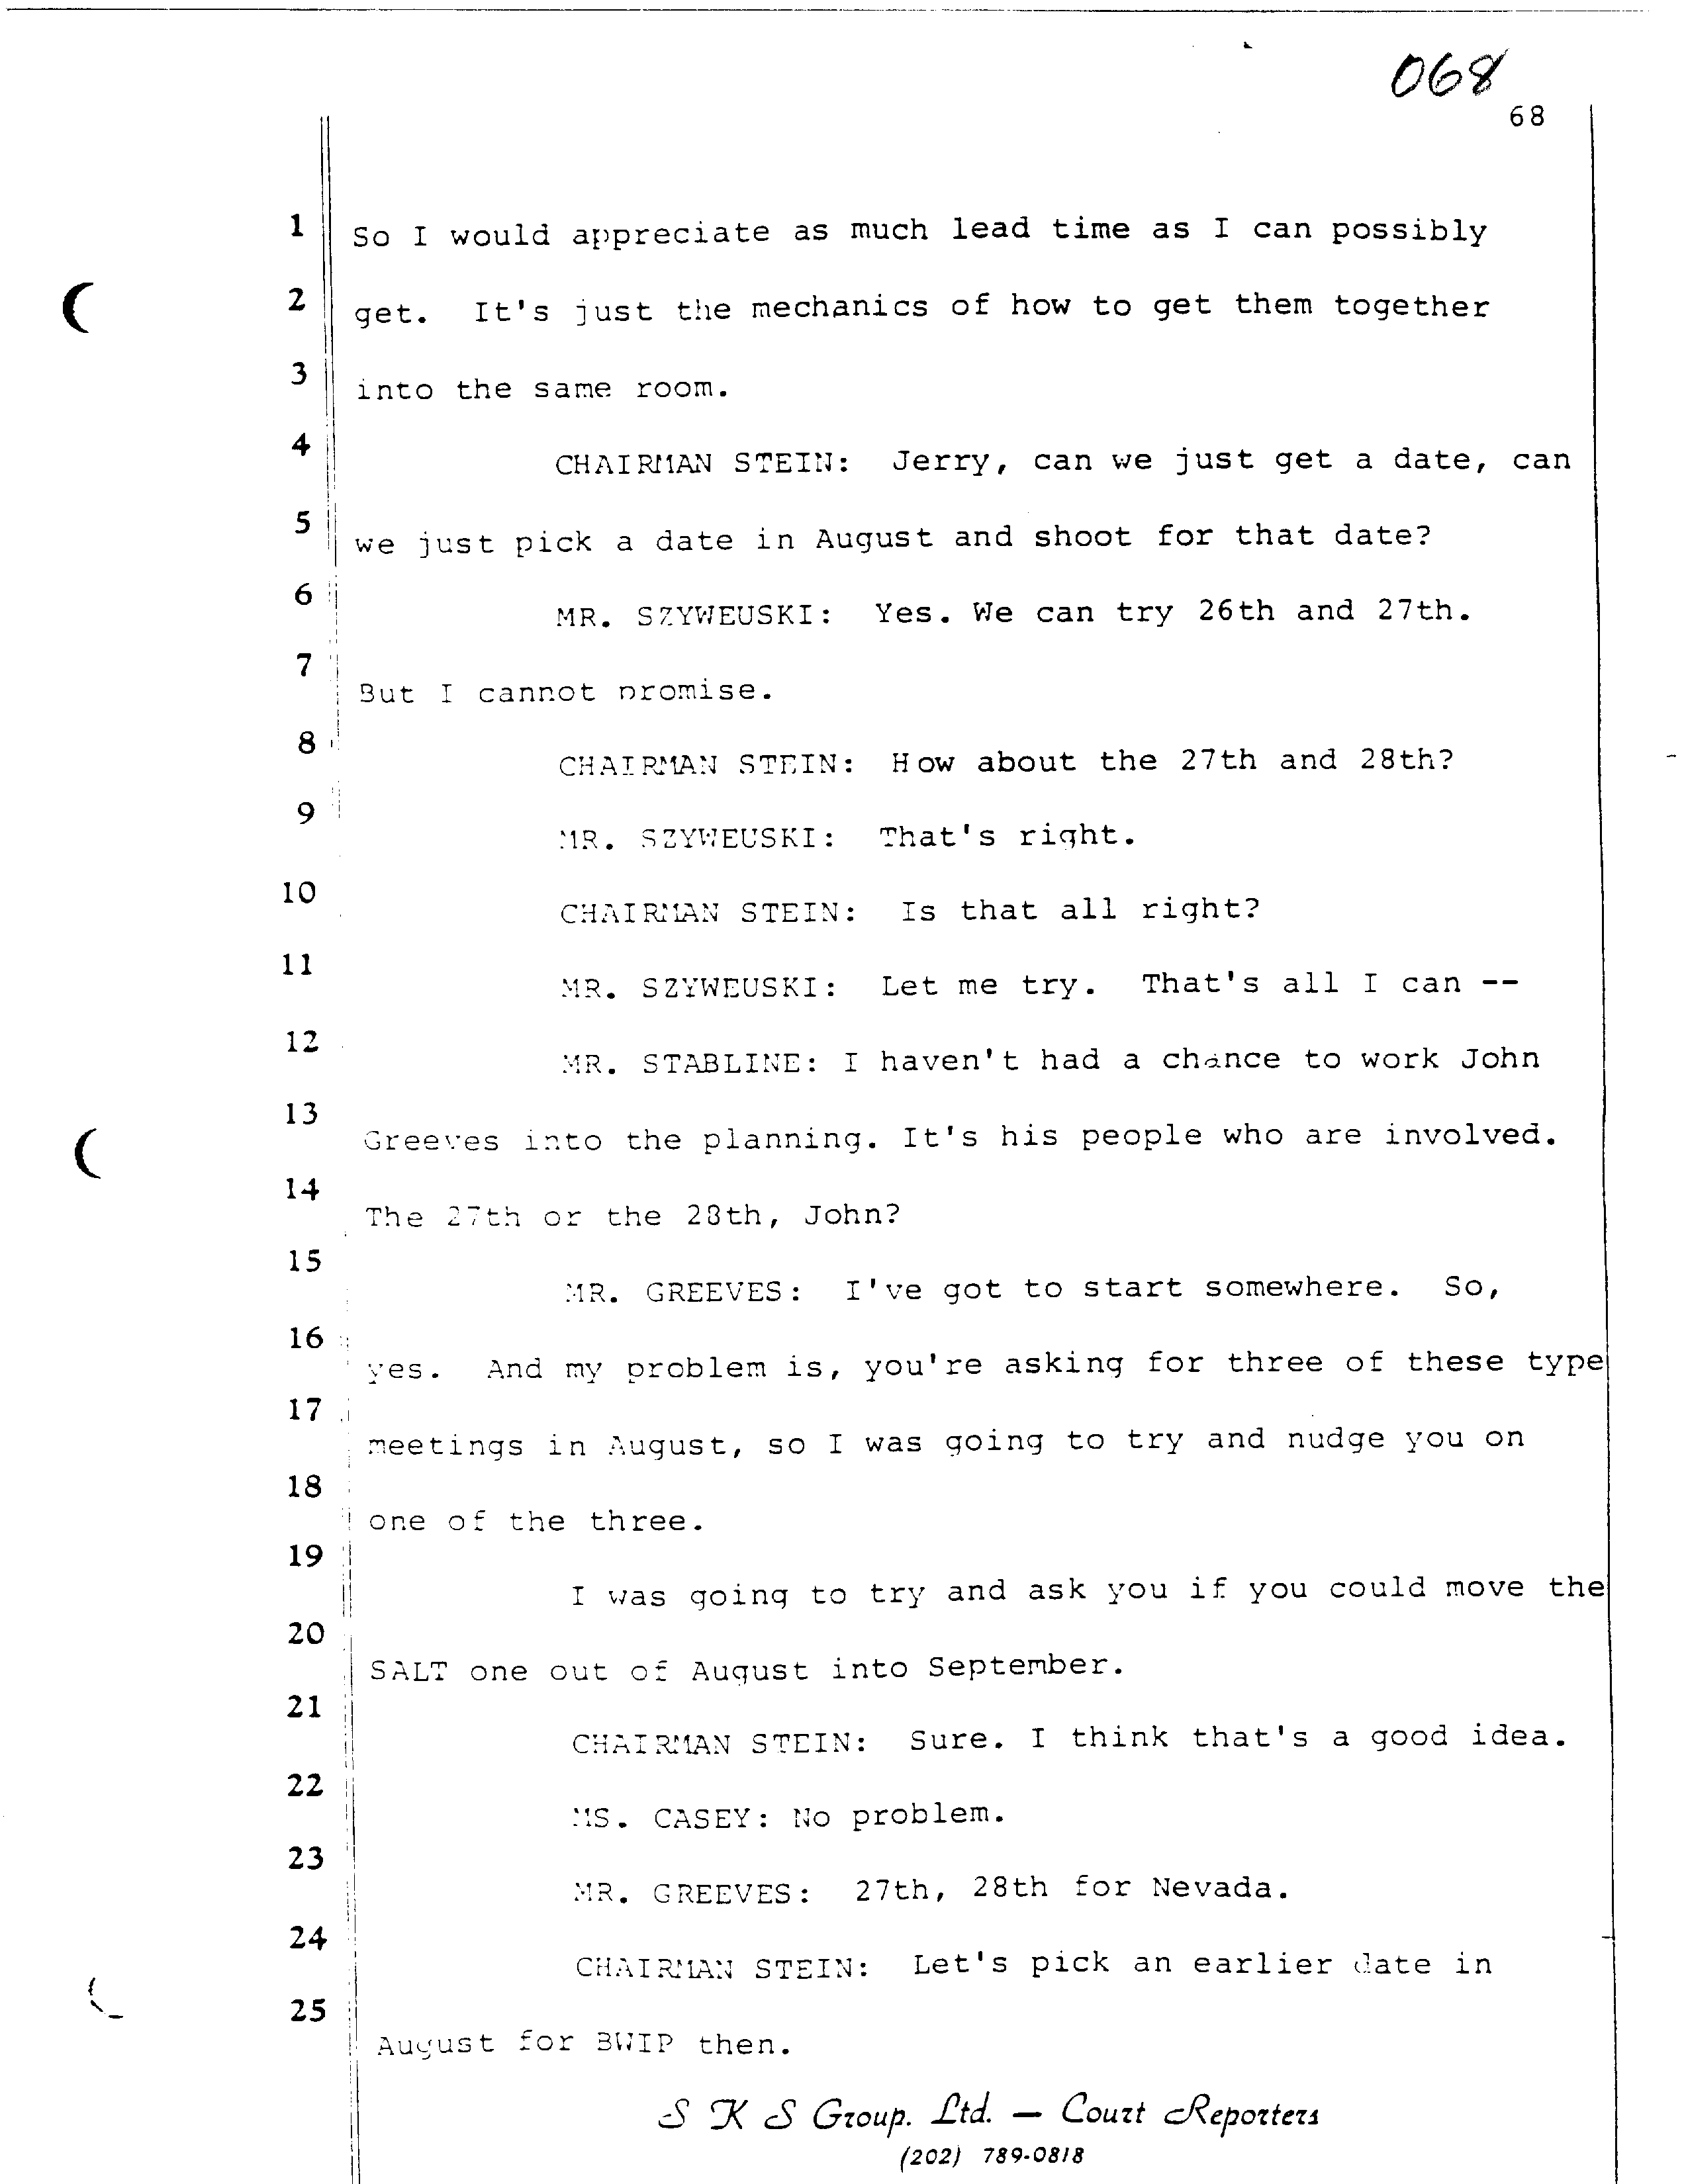 068
68
1 So I would appreciate as much lead time as I can possibly
2 get. It's just the mechanics of how to get them together
3 into the same room.
4 CHAIRMAN STEIN: Jerry, can we just get a date, can
5 we just pick a date in August and shoot for that date?
6 MR. SZYWEUSKI: Yes. We can try 26th and 27th.
7 But I cannot promise.
8 CHAIRMAN STEIN: How about the 27th and 28th?
9 MR. SZYWEUSKI: That's right.
10 CHAIRMAN STEIN: Is that all right?
11 MR. SZYWEUSKI: Let me try. That's all I can --
12 MR. STABLINE: I haven't had a chance to work John
13 Greeves into the planning. It's his people who are involved.
14 The 27th or the 28th, John?
15 MR. GREEVES: I've got to start somewhere. So,
16 yes. And my problem is, you're asking for three of these type
17 meetings in August, so I was going to try and nudge you on
18 one of the three.
19 I was going to try and ask you if you could move the
20 SALT one out of August into September.
21 CHAIRMAN STEIN: Sure. I think that's a good idea.
22 MS. CASEY: No problem.
23 MR. GREEVES: 27th, 28th for Nevada.
24 CHAIRMAN STEIN: Let's pick an earlier date in
25 August for BWIP then.
S K S Group. Ltd. — Court Reporters
(202) 789-0818